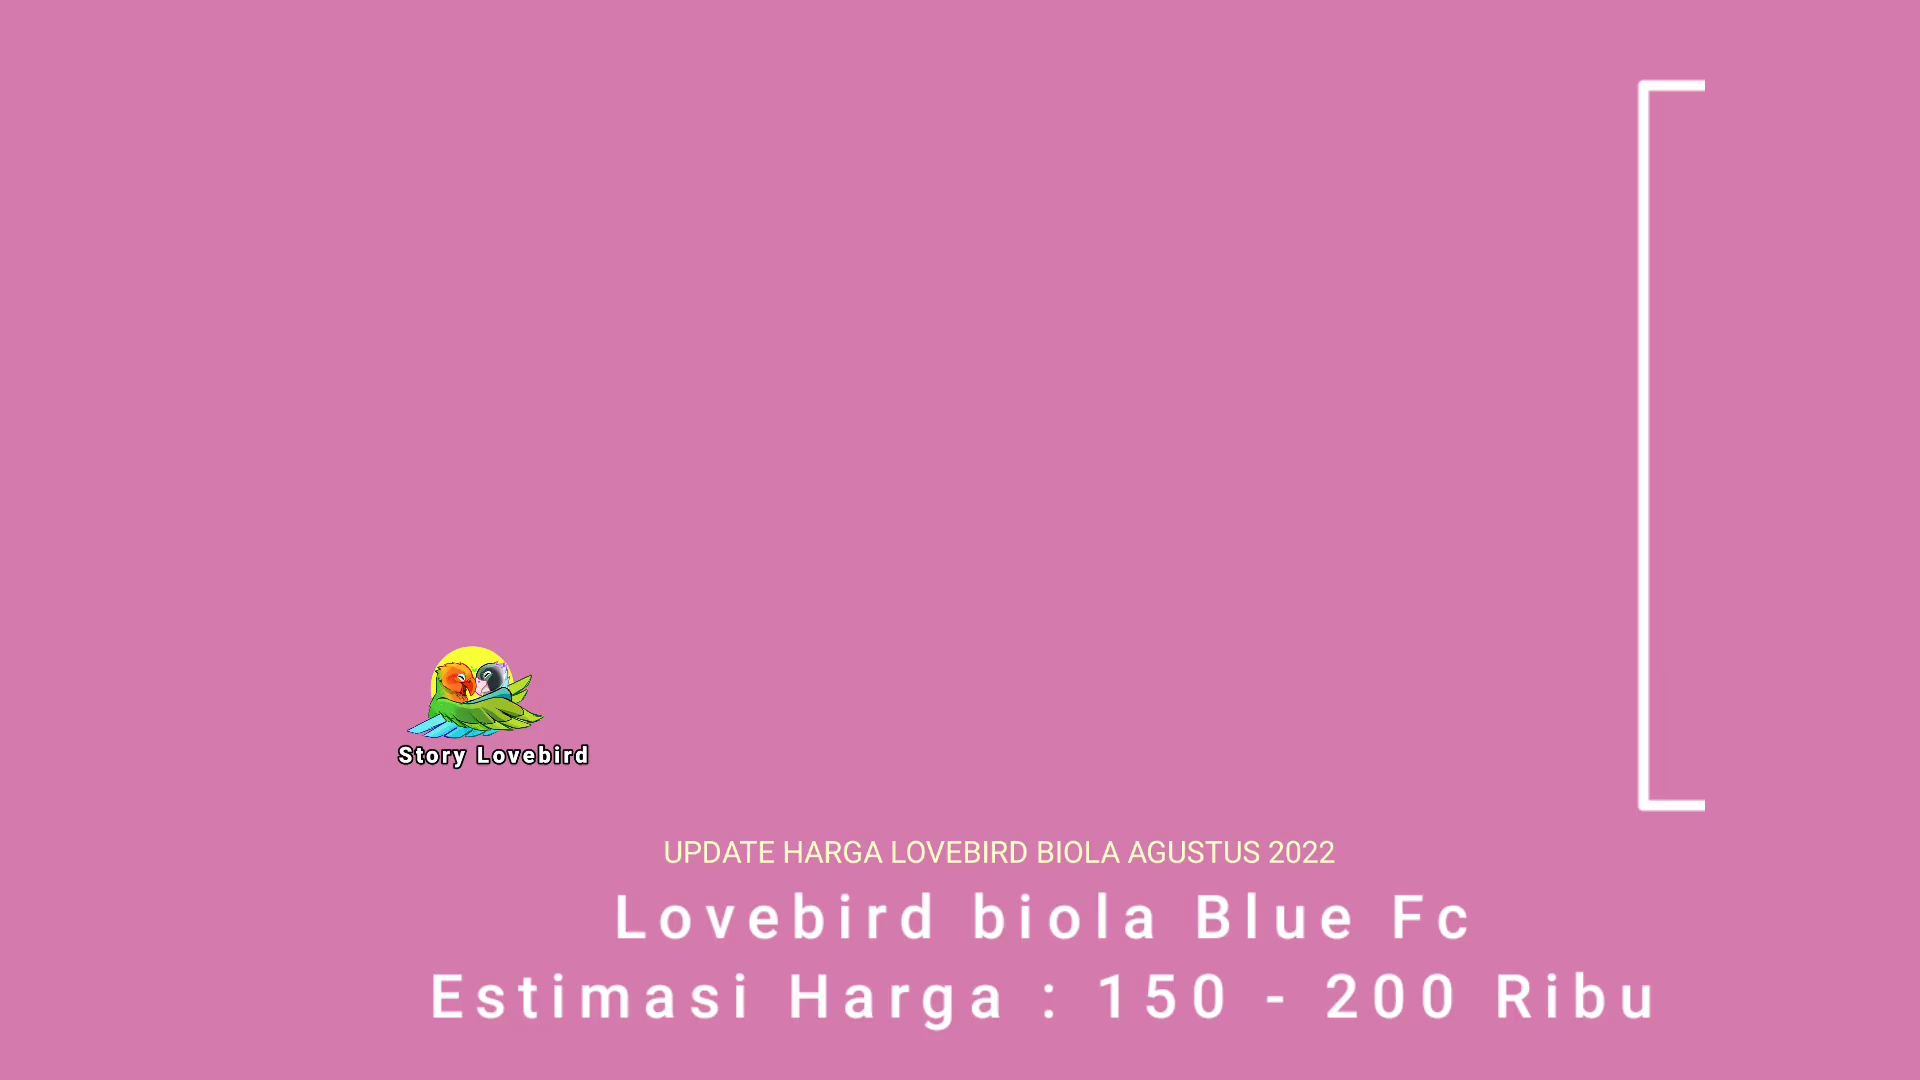 Story Lovebird
UPDATE HARGA LOVEBIRD BIOLA AGUSTUS 2022
Lovebird biola Blue Fc
Estimasi Harga : 150 - 200 Ribu